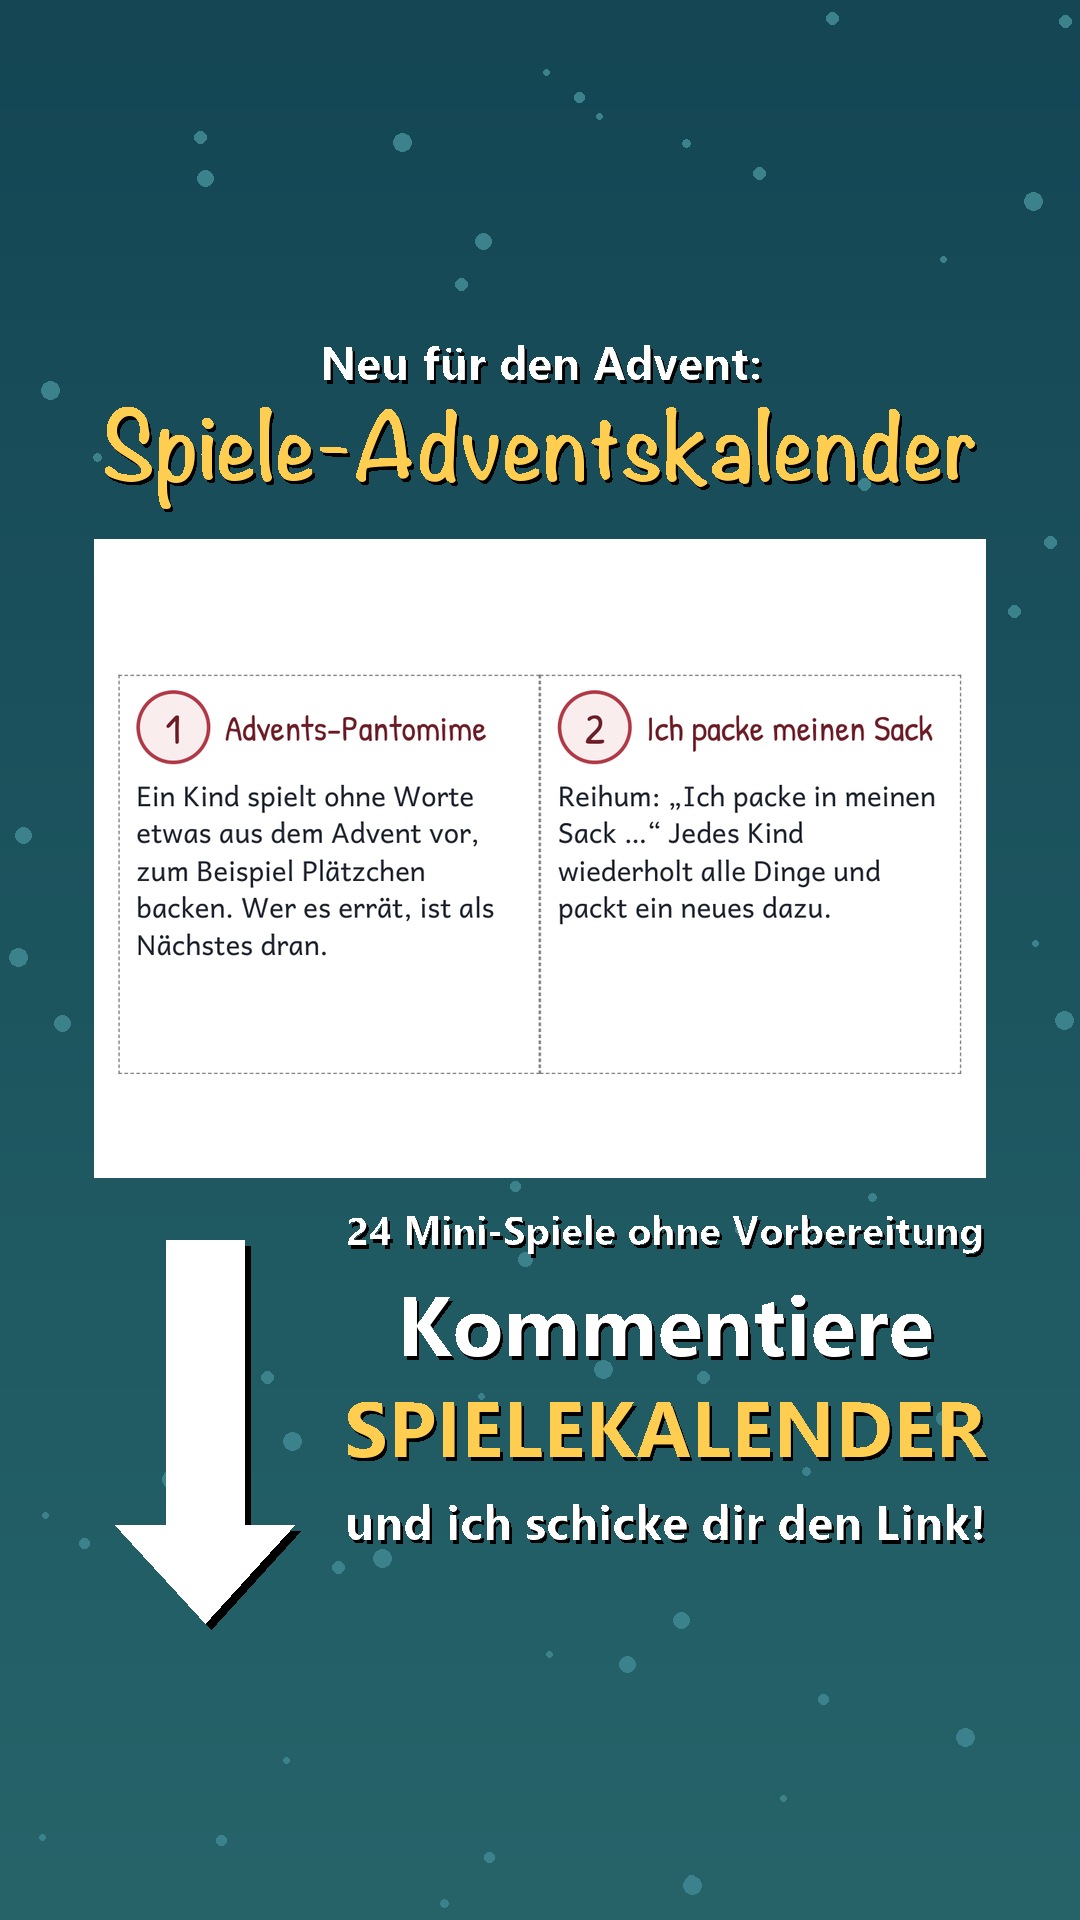 Neu für den Advent:
Spiele-Adventskalender
1 Advents-Pantomime
Ein Kind spielt ohne Worte
etwas aus dem Advent vor,
zum Beispiel Plätzchen
backen. Wer es errät, ist als
Nächstes dran.
2 Ich packe meinen Sack
Reihum: „Ich packe in meinen
Sack ...“ Jedes Kind
wiederholt alle Dinge und
packt ein neues dazu.
24 Mini-Spiele ohne Vorbereitung
Kommentiere
SPIELEKALENDER
und ich schicke dir den Link!